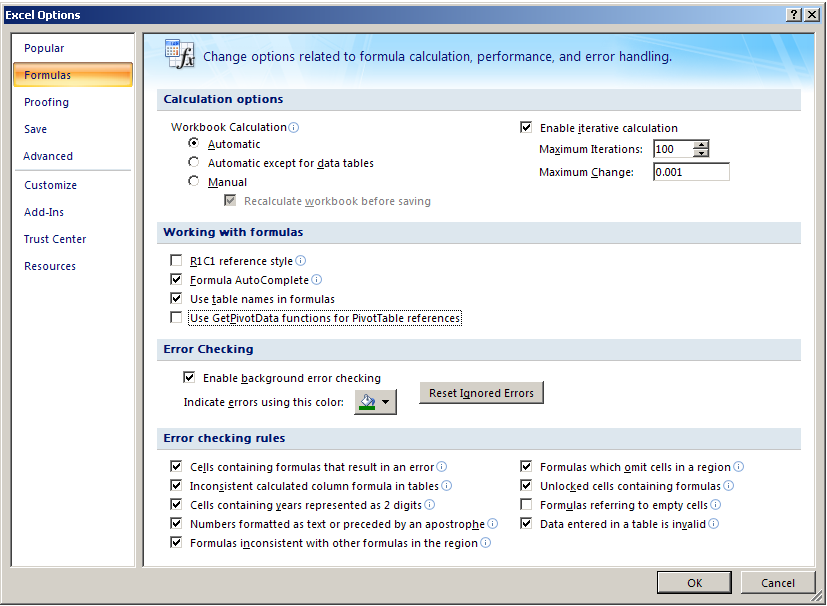 Excel Options
Popular
Formulas
Proofing
Save
Advanced
Customize
Add-Ins
Trust Center
Resources
Change options related to formula calculation, performance, and error handling.
Calculation options
Workbook Calculation
Automatic
Automatic except for data tables
Manual
Recalculate workbook before saving
Enable iterative calculation
Maximum Iterations: 100
Maximum Change: 0.001
Working with formulas
R1C1 reference style
Formula AutoComplete
Use table names in formulas
Use GetPivotData functions for PivotTable references
Error Checking
Enable background error checking
Indicate errors using this color:
Reset Ignored Errors
Error checking rules
Cells containing formulas that result in an error
Inconsistent calculated column formula in tables
Cells containing years represented as 2 digits
Numbers formatted as text or preceded by an apostrophe
Formulas inconsistent with other formulas in the region
Formulas which omit cells in a region
Unlocked cells containing formulas
Formulas referring to empty cells
Data entered in a table is invalid
OK
Cancel